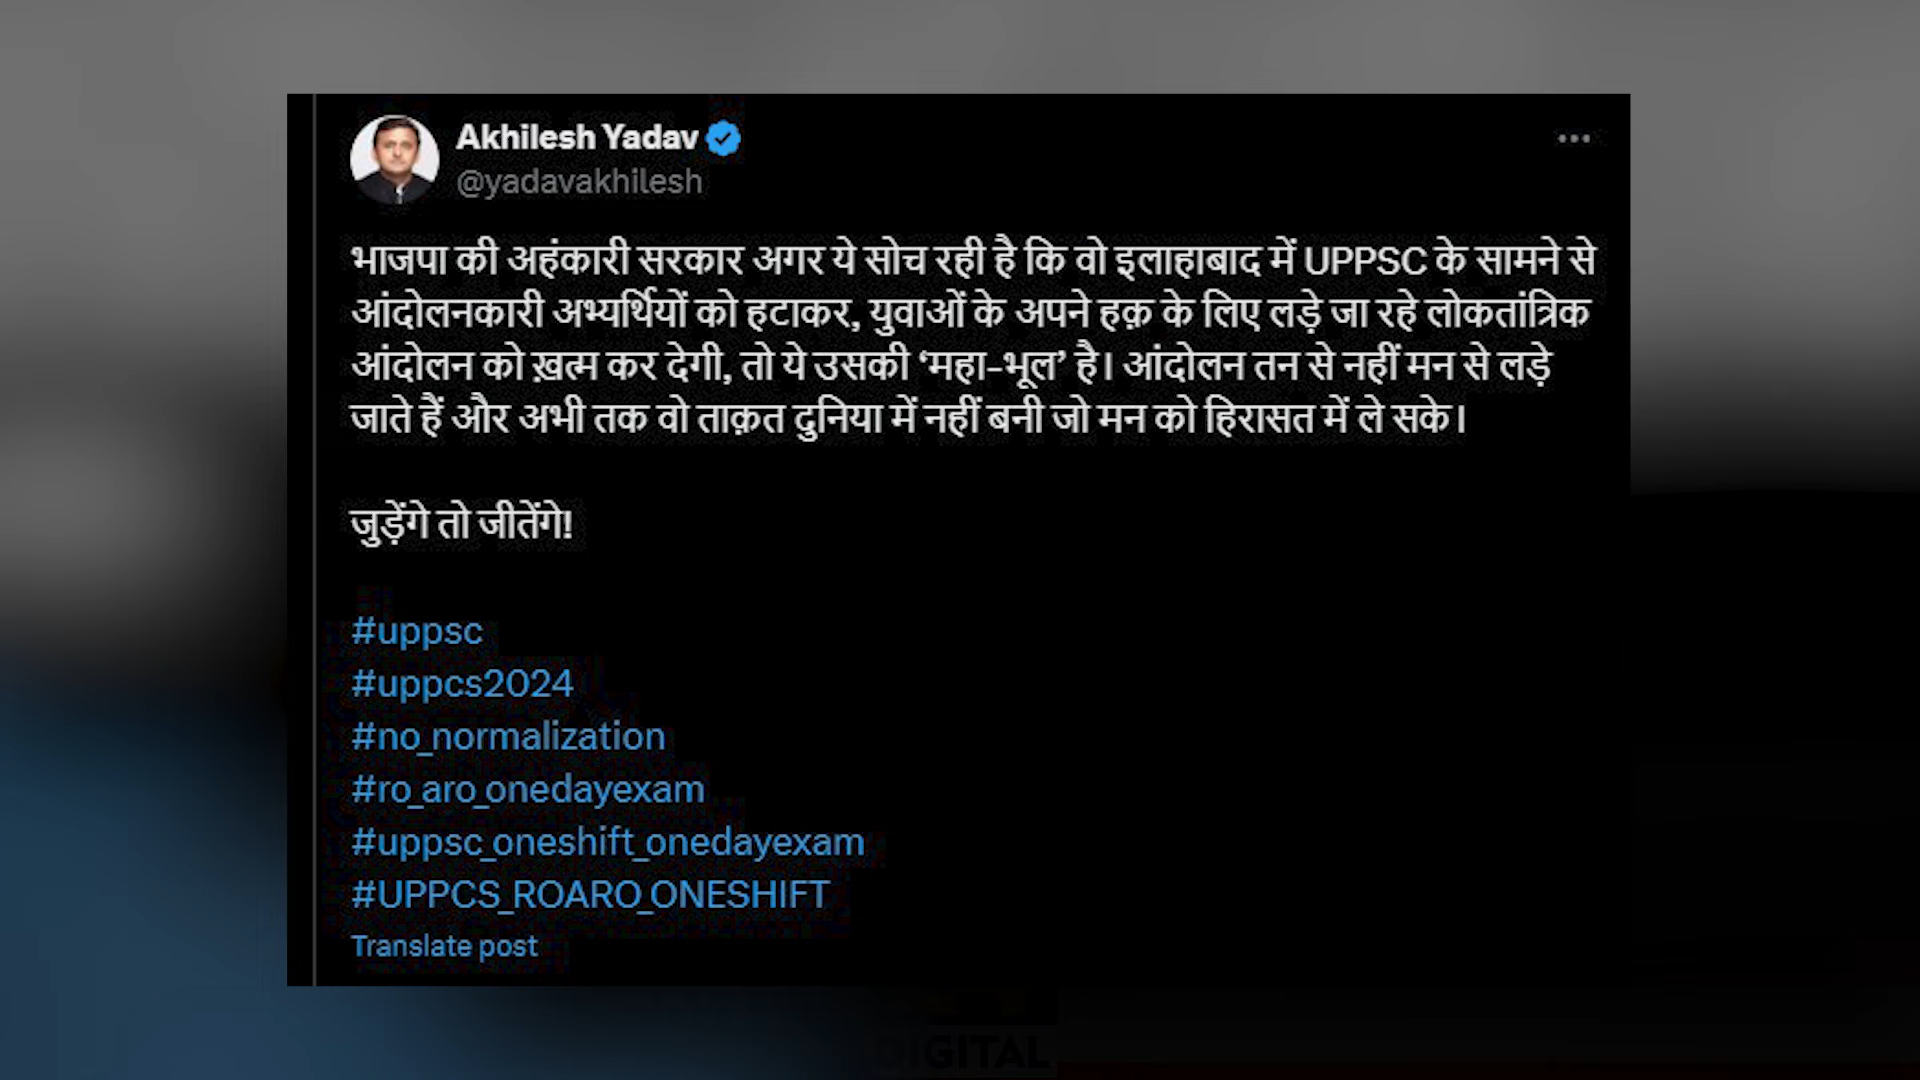 Akhilesh Yadav
@yadavakhilesh
भाजपा की अहंकारी सरकार अगर ये सोच रही है कि वो इलाहाबाद में UPPSC के सामने से
आंदोलनकारी अभ्यर्थियों को हटाकर, युवाओं के अपने हक़ के लिए लड़े जा रहे लोकतांत्रिक
आंदोलन को ख़त्म कर देगी, तो ये उसकी ‘महा-भूल’ है। आंदोलन तन से नहीं मन से लड़े
जाते हैं और अभी तक वो ताक़त दुनिया में नहीं बनी जो मन को हिरासत में ले सके।
जुड़ेंगे तो जीतेंगे!
#uppsc
#uppcs2024
#no_normalization
#ro_aro_onedayexam
#uppsc_oneshift_onedayexam
#UPPCS_ROARO_ONESHIFT
Translate post
DIGITAL